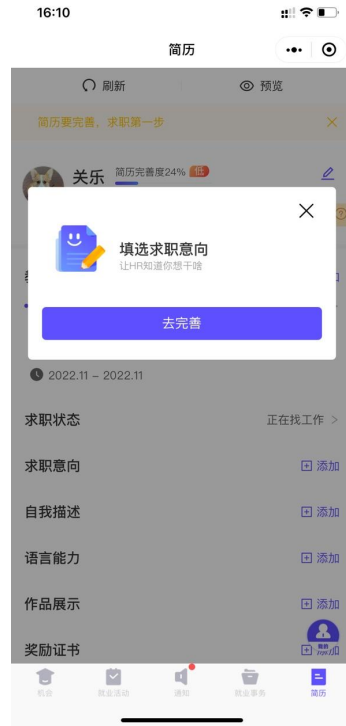 16:10
简历
刷新
预览
简历要完善，求职第一步
关乐
简历完善度24%
低
填选求职意向
让HR知道你想干啥
去完善
2022.11 – 2022.11
求职状态
正在找工作 >
求职意向
添加
自我描述
添加
语言能力
添加
作品展示
添加
奖励证书
机会
就业活动
通知
就业事务
简历